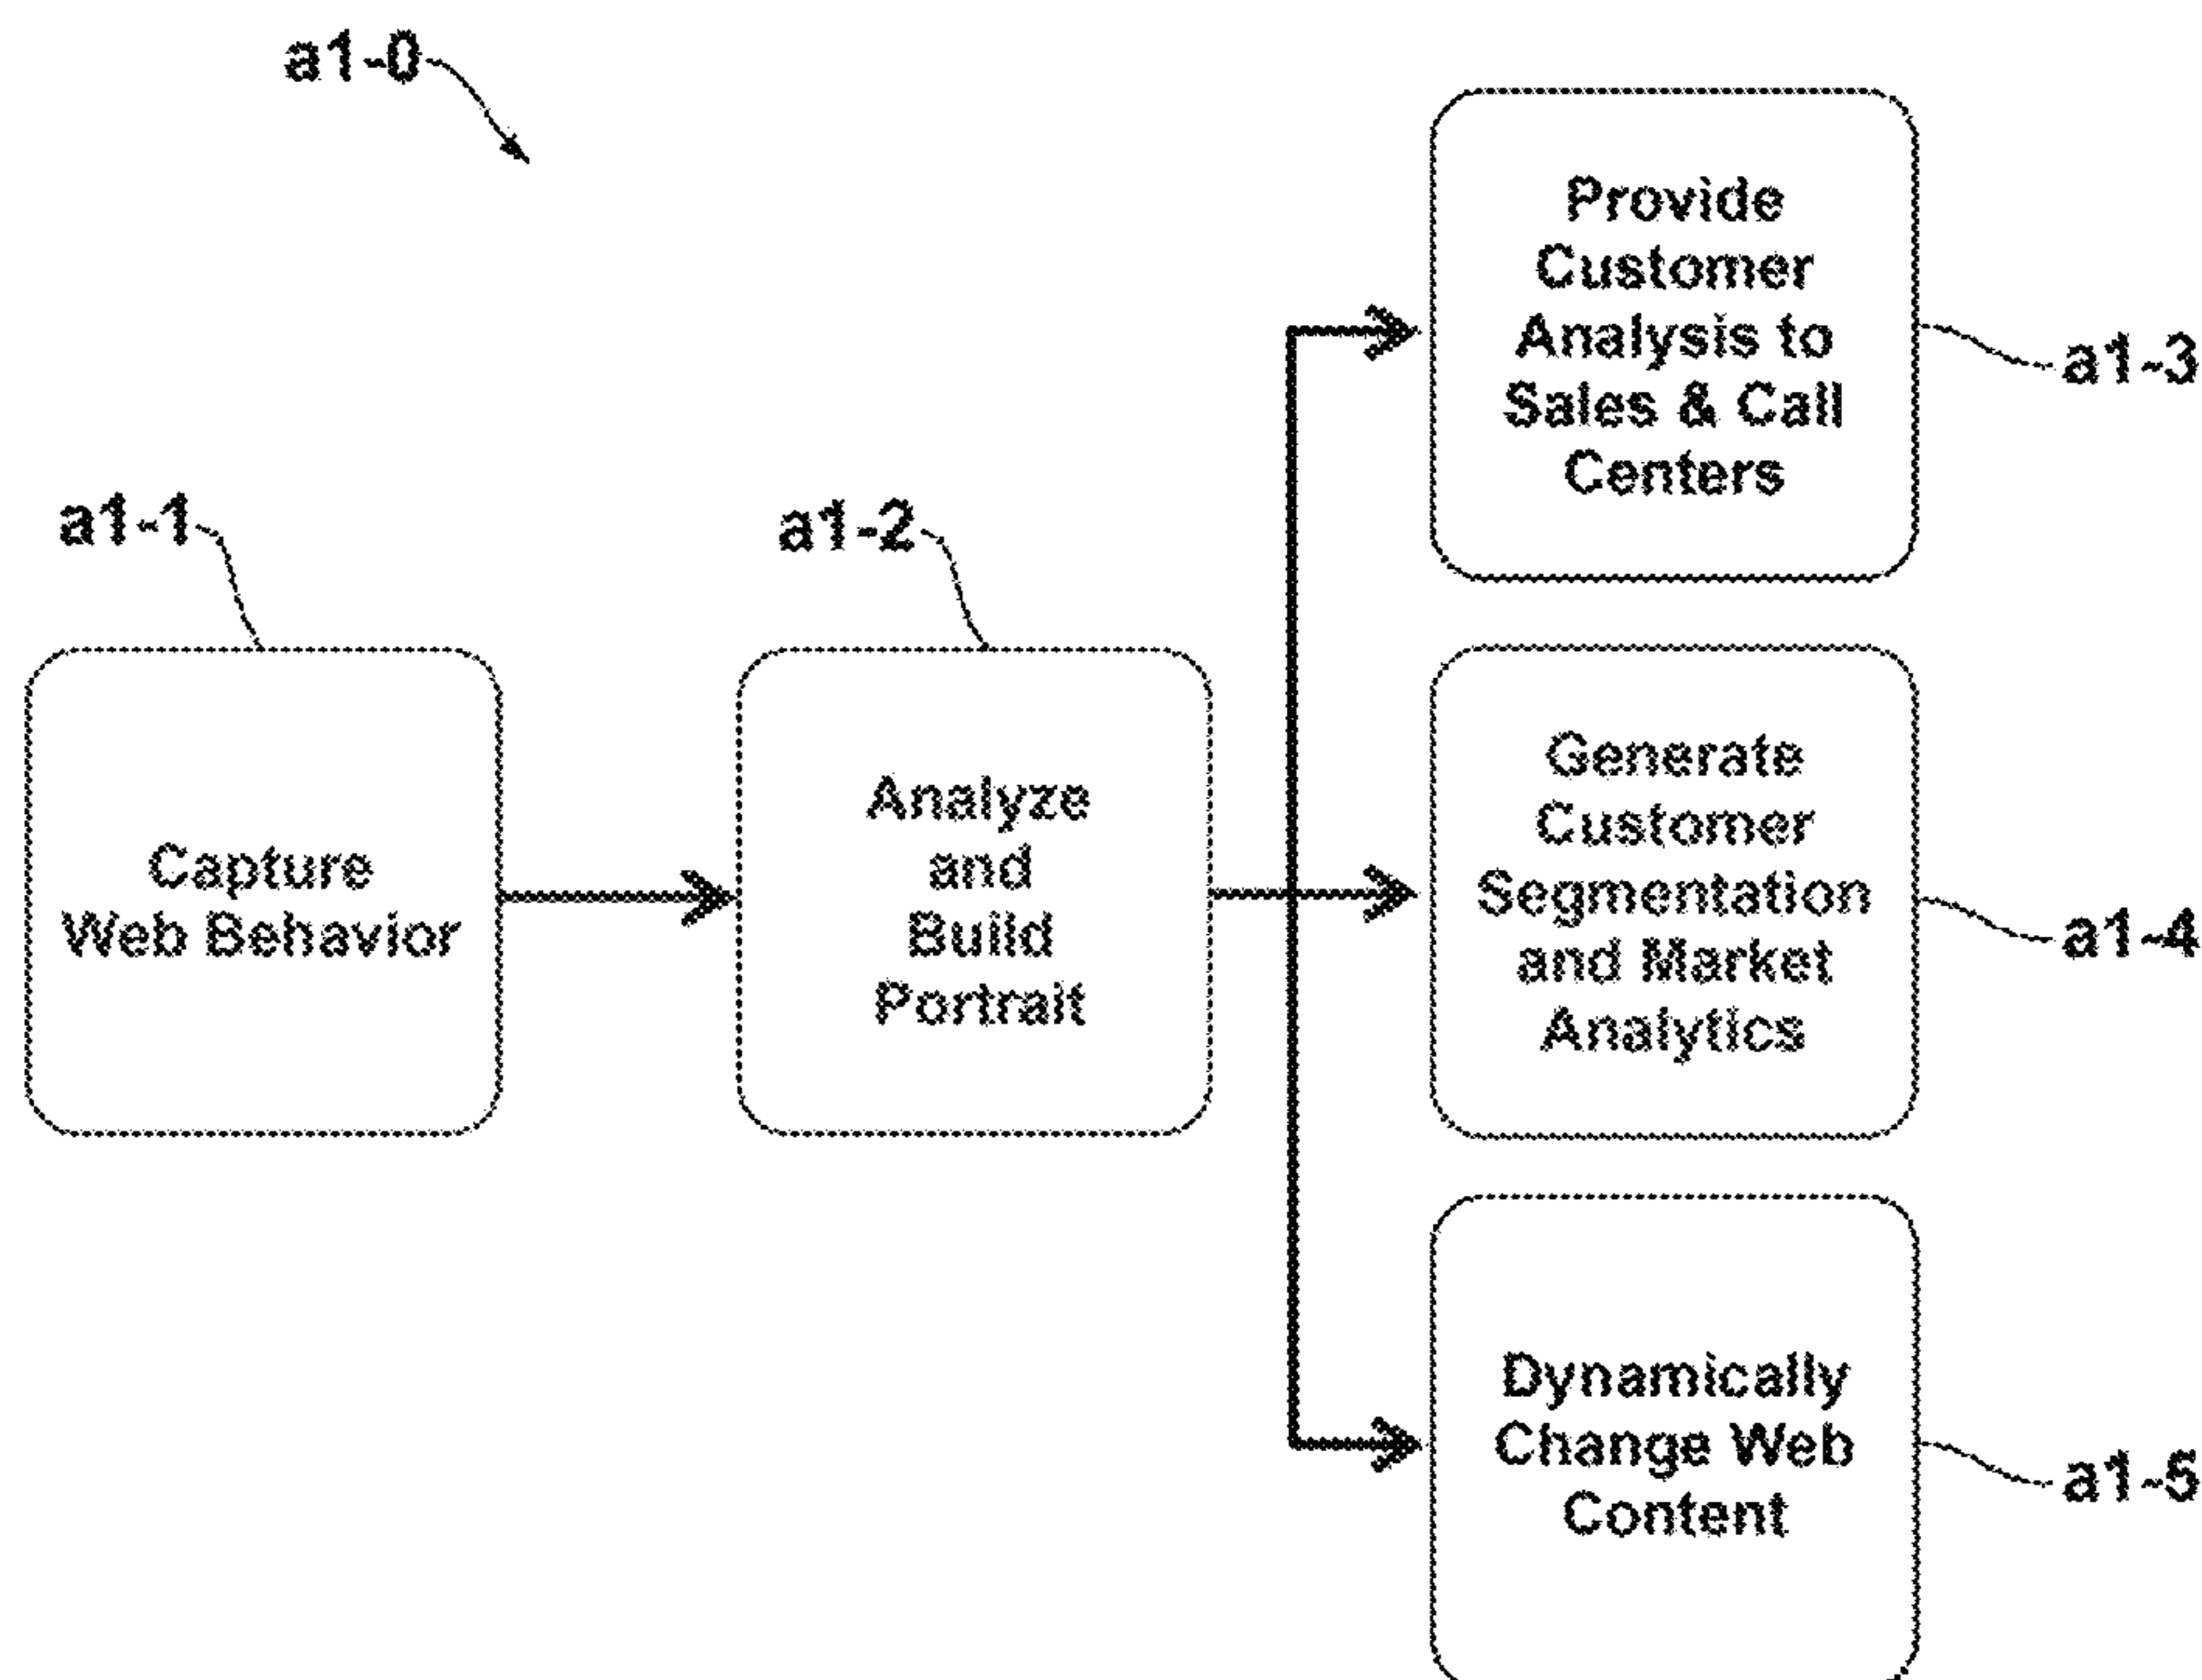 a1-0
a1-1
Capture
Web Behavior
a1-2
Analyze
and
Build
Portrait
Provide
Customer
Analysis to
Sales & Call
Centers
a1-3
Generate
Customer
Segmentation
and Market
Analytics
a1-4
Dynamically
Change Web
Content
a1-5